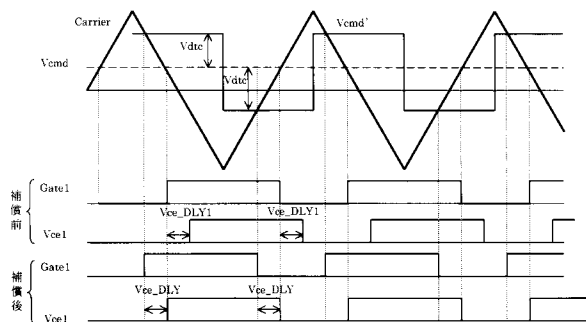 Carrier
Vcmd'
Vdtc
Vcmd
Vdtc
補償前
Gate1
Vce_DLY1
Vce_DLY1
Vce1
補償後
Gate1
Vce_DLY
Vce_DLY
Vce1